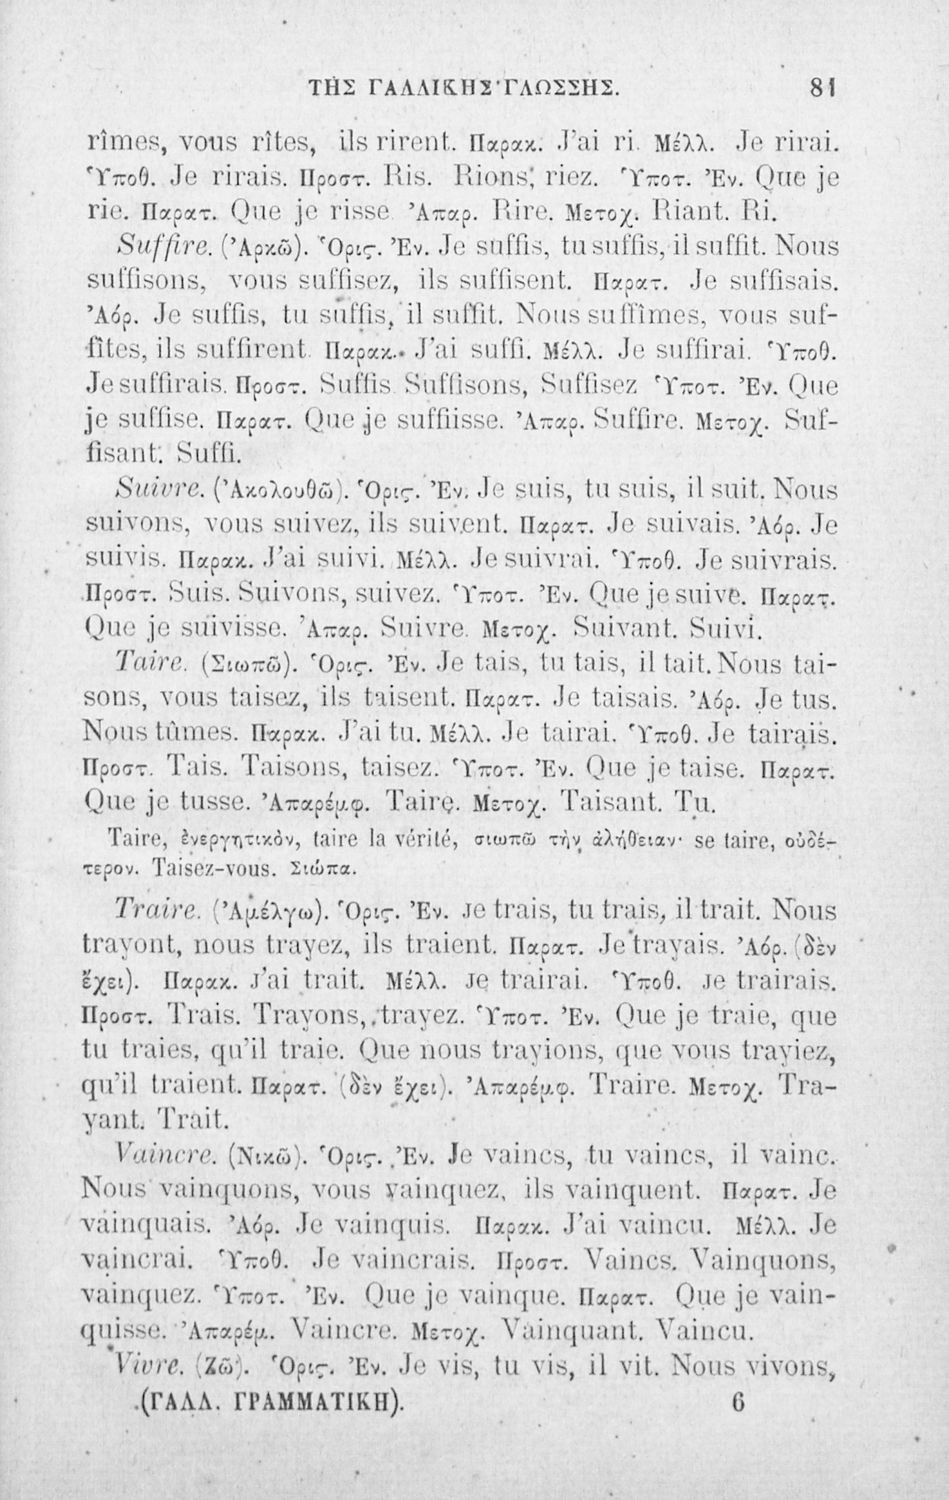 ΤΗΣ ΓΑΛΛΙΚΗΣ ΓΛΩΣΣΗΣ. 81
rîmes, vous rîtes, ils rirent. Παρακ. J'ai ri. Μέλλ. Je rirai.
Ὑποθ. Je rirais. Προστ. Ris. Rions, riez. Ὑποτ. Ἐν. Que je
rie. Παρατ. Que je risse. Ἀπαρ. Rire. Μετοχ. Riant. Ri.
Suffire. (Ἀρκῶ). Ὁρις. Ἐν. Je suffis, tu suffis, il suffit. Nous
suffisons, vous suffisez, ils suffisent. Παρατ. Je suffisais.
Ἀόρ. Je suffis, tu suffis, il suffit. Nous suffîmes, vous suf-
fîtes, ils suffirent. Παρακ. J'ai suffi. Μέλλ. Je suffirai. Ὑποθ.
Je suffirais. Προστ. Suffis. Suffisons, Suffisez Ὑποτ. Ἐν. Que
je suffise. Παρατ. Que je suffiisse. Ἀπαρ. Suffire. Μετοχ. Suf-
fisant. Suffi.
Suivre. (Ἀκολουθῶ). Ὁρις. Ἐν. Je suis, tu suis, il suit. Nous
suivons, vous suivez, ils suivent. Παρατ. Je suivais. Ἀόρ. Je
suivis. Παρακ. J'ai suivi. Μέλλ. Je suivrai. Ὑποθ. Je suivrais.
Προστ. Suis. Suivons, suivez. Ὑποτ. Ἐν. Que je suive. Παρατ.
Que je suivisse. Ἀπαρ. Suivre. Μετοχ. Suivant. Suivi.
Taire. (Σιωπῶ). Ὁρις. Ἐν. Je tais, tu tais, il tait. Nous tai-
sons, vous taisez, ils taisent. Παρατ. Je taisais. Ἀόρ. Je tus.
Nous tûmes. Παρακ. J'ai tu. Μέλλ. Je tairai. Ὑποθ. Je tairais.
Προστ. Tais. Taisons, taisez. Ὑποτ. Ἐν. Que je taise. Παρατ.
Que je tusse. Ἀπαρέμφ. Taire. Μετοχ. Taisant. Tu.
Taire, ἐνεργητικὸν, taire la vérité, σιωπῶ τὴν ἀλήθειαν· se taire, οὐδέ-
τερον. Taisez-vous. Σιώπα.
Traire. (Ἀμέλγω). Ὁρις. Ἐν. Je trais, tu trais, il trait. Nous
trayont, nous trayez, ils traient. Παρατ. Je trayais. Ἀόρ. (δὲν
ἔχει). Παρακ. J'ai trait. Μέλλ. Je trairai. Ὑποθ. Je trairais.
Προστ. Trais. Trayons, trayez. Ὑποτ. Ἐν. Que je traie, que
tu traies, qu'il traie. Que nous trayions, que vous trayiez,
qu'il traient. Παρατ. (δὲν ἔχει). Ἀπαρέμφ. Traire. Μετοχ. Tra-
yant. Trait.
Vaincre. (Νικῶ). Ὁρις. Ἐν. Je vaincs, tu vaincs, il vainc.
Nous vainquons, vous vainquez, ils vainquent. Παρατ. Je
vainquais. Ἀόρ. Je vainquis. Παρακ. J'ai vaincu. Μέλλ. Je
vaincrai. Ὑποθ. Je vaincrais. Προστ. Vaincs. Vainquons,
vainquez. Ὑποτ. Ἐν. Que je vainque. Παρατ. Que je vain-
quisse. Ἀπαρέμ. Vaincre. Μετοχ. Vainquant. Vaincu.
Vivre. (Ζῶ). Ὁρις. Ἐν. Je vis, tu vis, il vit. Nous vivons,
(ΓΑΛΛ. ΓΡΑΜΜΑΤΙΚΗ). 6